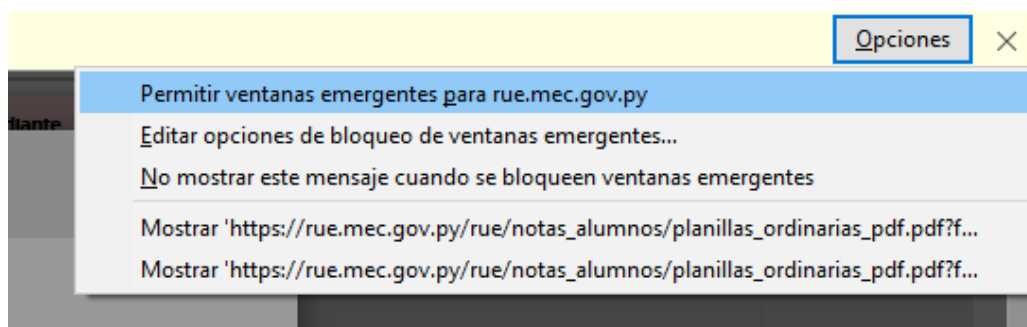 Opciones
Permitir ventanas emergentes para rue.mec.gov.py
diante
Editar opciones de bloqueo de ventanas emergentes...
No mostrar este mensaje cuando se bloqueen ventanas emergentes
Mostrar 'https://rue.mec.gov.py/rue/notas_alumnos/planillas_ordinarias_pdf.pdf?f...
Mostrar 'https://rue.mec.gov.py/rue/notas_alumnos/planillas_ordinarias_pdf.pdf?f...